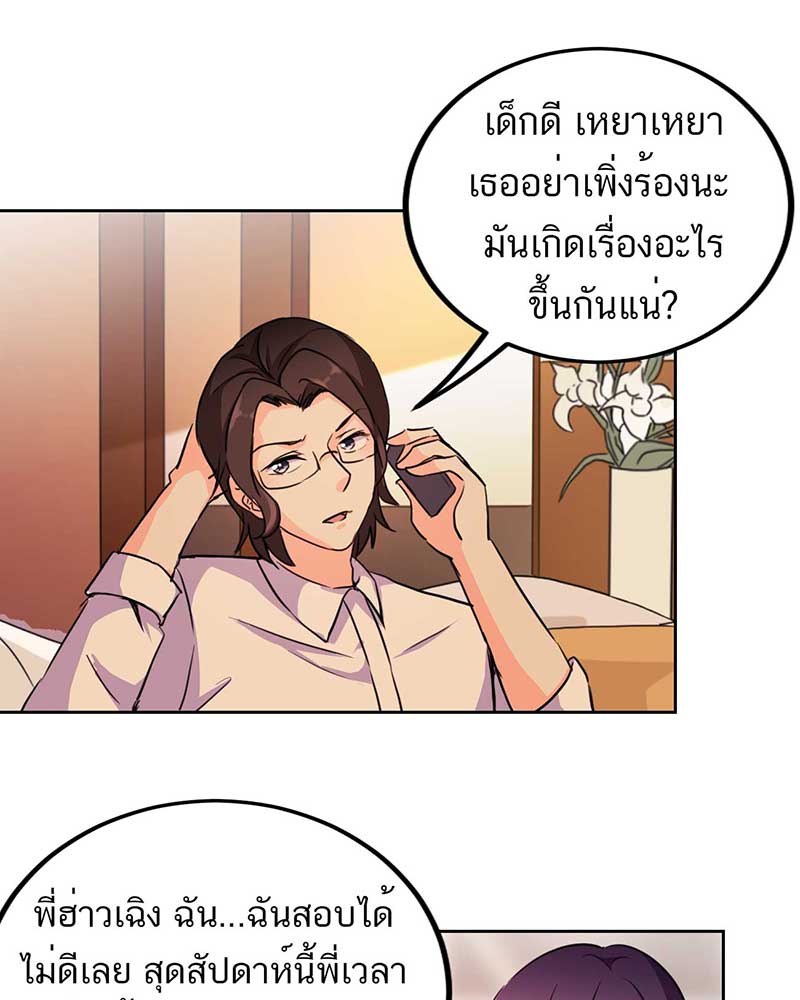 เด็กดี เหยาเหยา
เธออย่าเพิ่งร้องนะ
มันเกิดเรื่องอะไร
ขึ้นกันแน่?
พี่ฮ่าวเฉิง ฉัน...ฉันสอบได้
ไม่ดีเลย สุดสัปดาห์นี้พี่เวลา